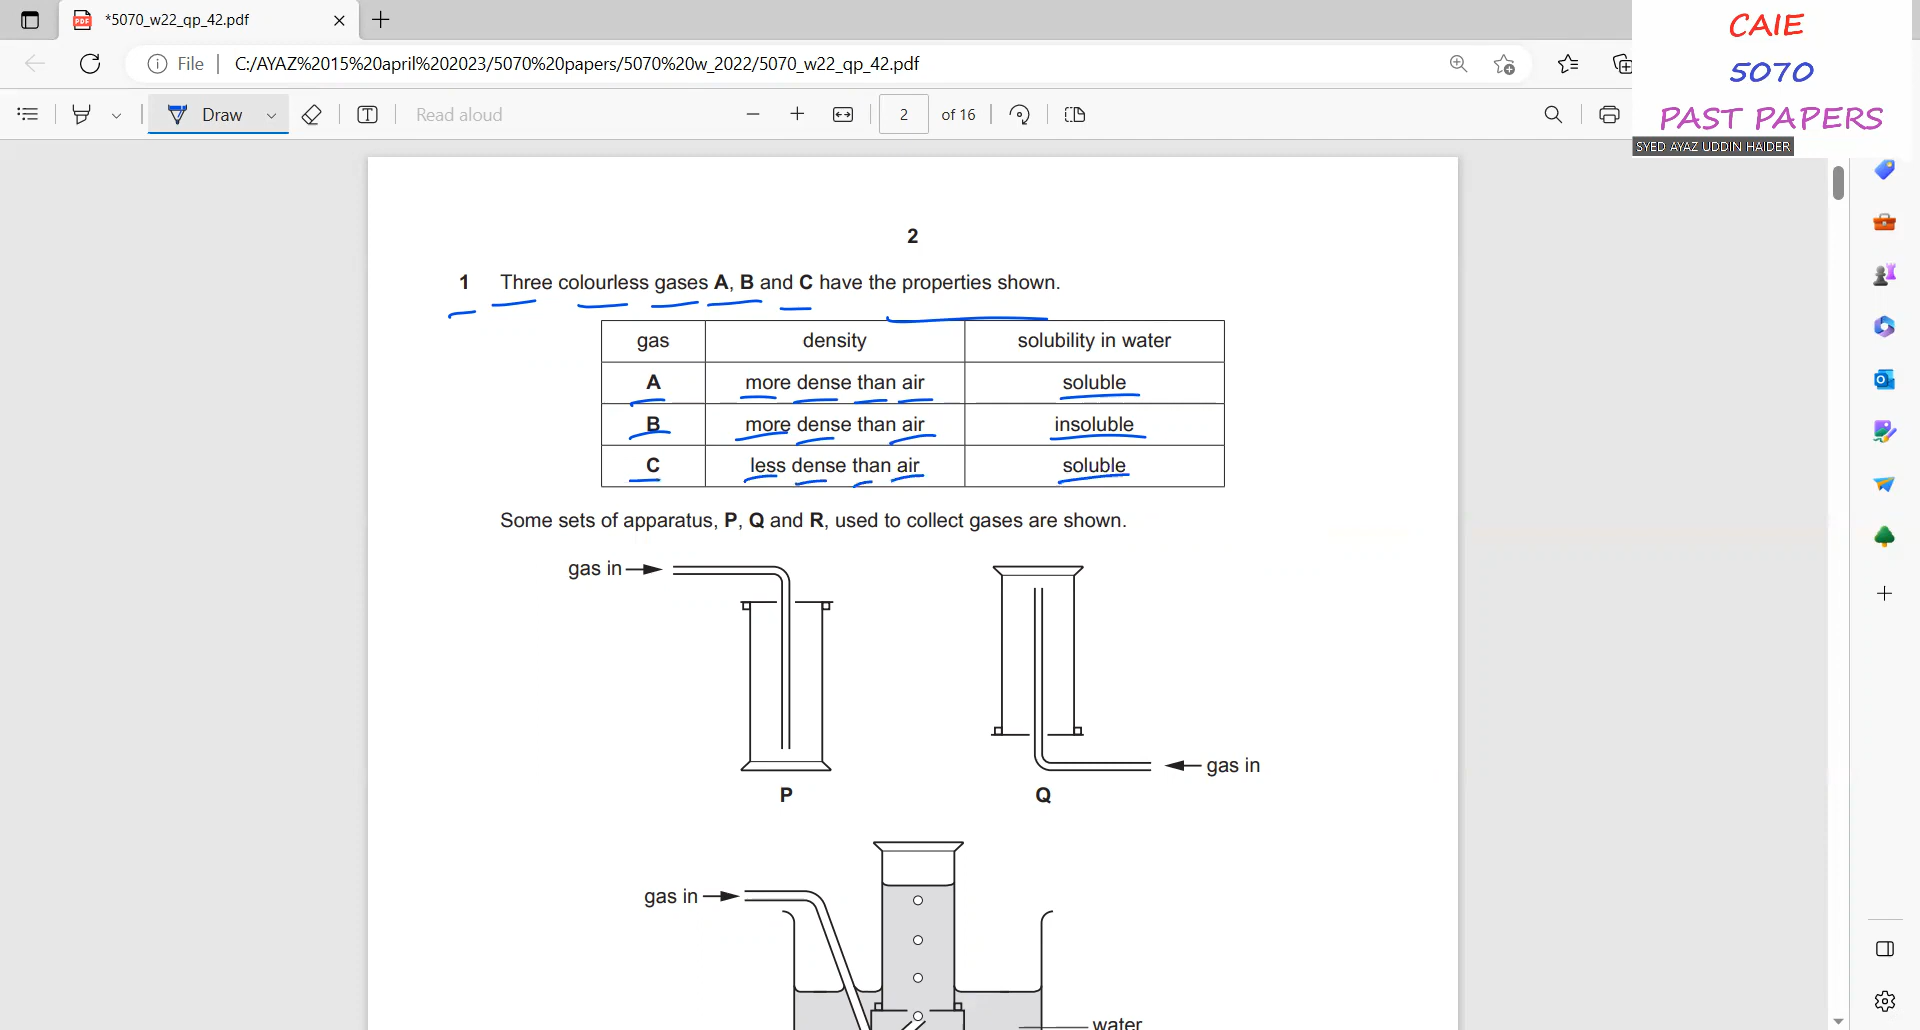 *5070_w22_qp_42.pdf
File
C:/AYAZ%2015%20april%202023/5070%20papers/5070%20w_2022/5070_w22_qp_42.pdf
CAIE
5070
PAST PAPERS
SYED AYAZ UDDIN HAIDER
Draw
Read aloud
2 of 16
2
1 Three colourless gases A, B and C have the properties shown.
gas density solubility in water
A more dense than air soluble
B more dense than air insoluble
C less dense than air soluble
Some sets of apparatus, P, Q and R, used to collect gases are shown.
gas in
gas in
P
Q
gas in
water